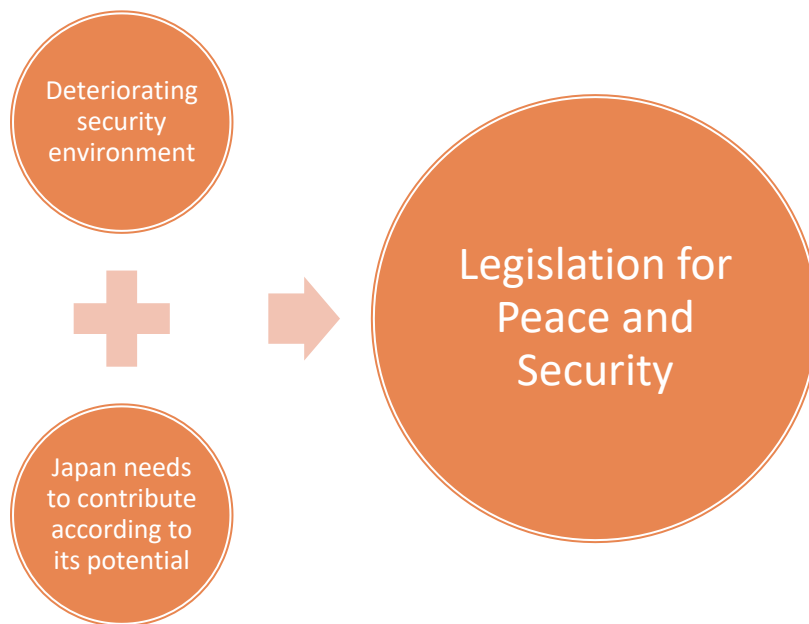 Deteriorating
security
environment
Japan needs
to contribute
according to
its potential
Legislation for
Peace and
Security